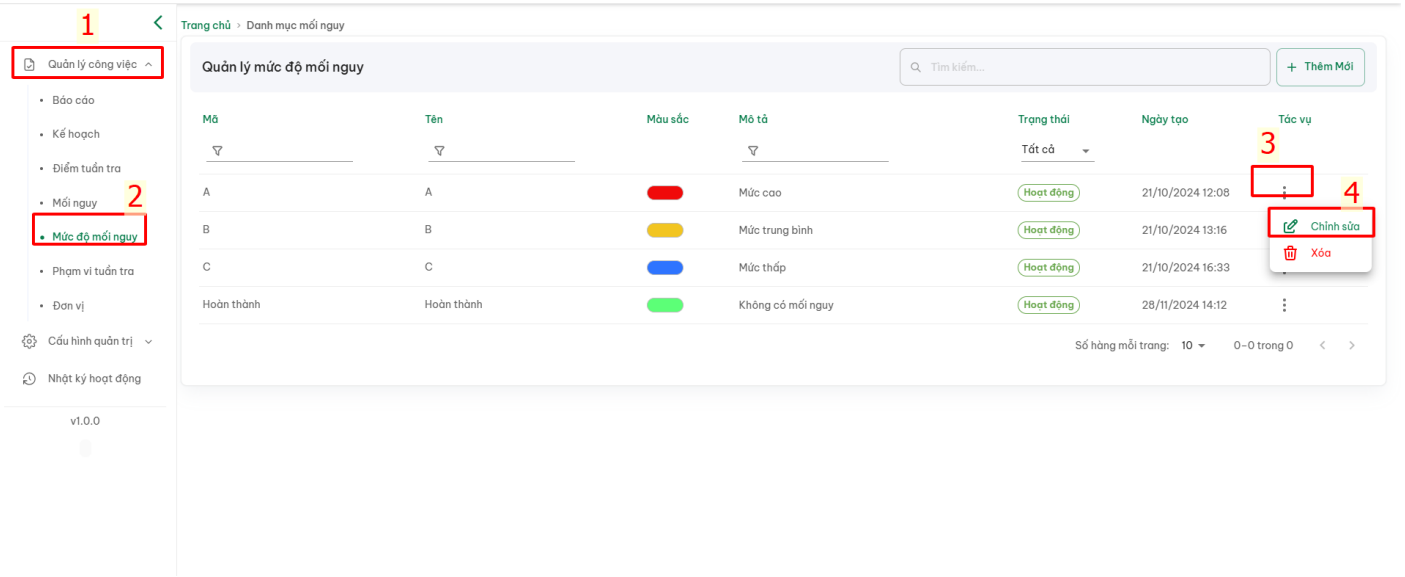 1
Trang chủ > Danh mục mối nguy
Quản lý công việc
Báo cáo
Kế hoạch
Điểm tuần tra
Mối nguy
2
Mức độ mối nguy
Phạm vi tuần tra
Đơn vị
Cấu hình quản trị
Nhật ký hoạt động
v1.0.0
Quản lý mức độ mối nguy
Tìm kiếm...
+ Thêm Mới
Mã Tên Màu sắc Mô tả Trạng thái Ngày tạo Tác vụ
Tất cả
3
A A Mức cao Hoạt động 21/10/2024 12:08
4
B B Mức trung bình Hoạt động 21/10/2024 13:16
Chỉnh sửa
Xóa
C C Mức thấp Hoạt động 21/10/2024 16:33
Hoàn thành Hoàn thành Không có mối nguy Hoạt động 28/11/2024 14:12
Số hàng mỗi trang: 10 0-0 trong 0